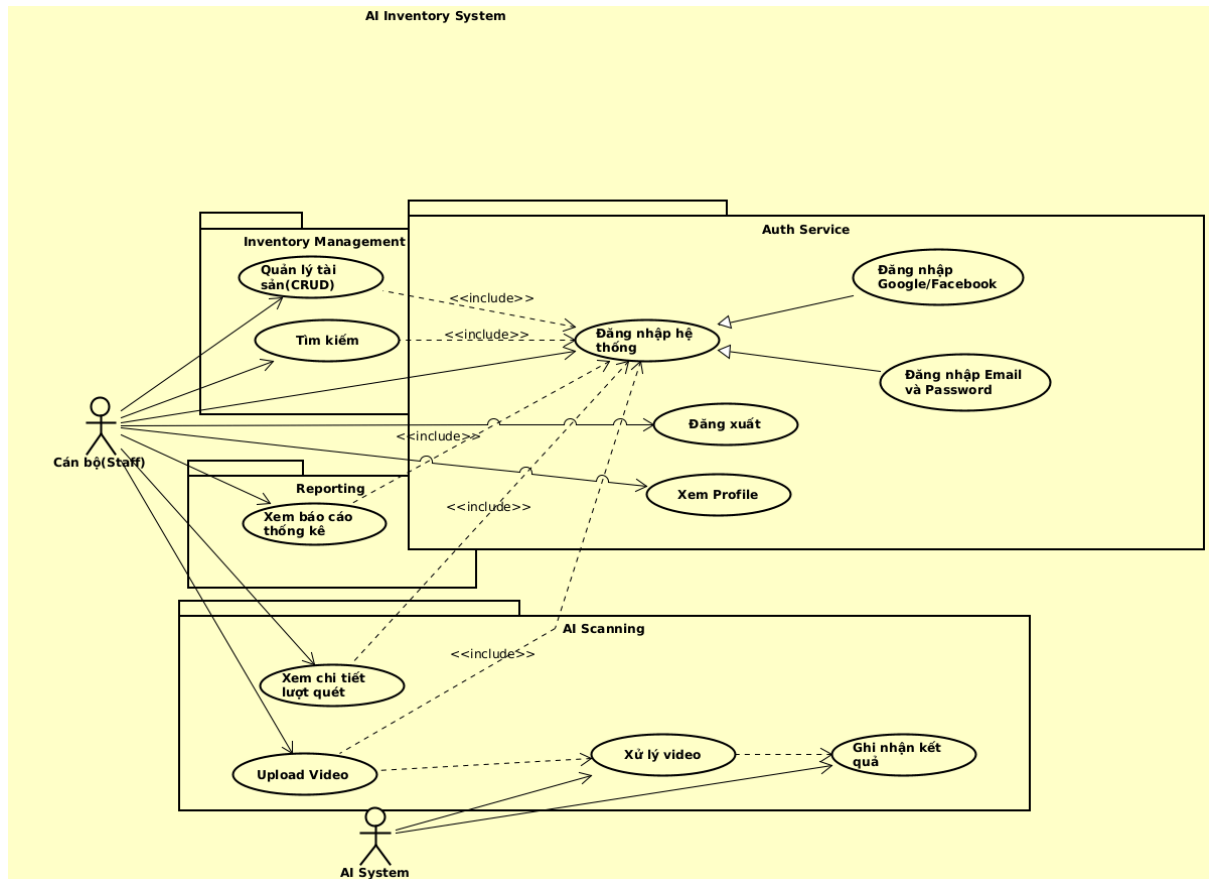 AI Inventory System
Auth Service
Inventory Management
Quản lý tài
sản(CRUD)
<<include>>
Đăng nhập
Google/Facebook
Tìm kiếm
<<include>>
Đăng nhập hệ
thống
Đăng nhập Email
và Password
Đăng xuất
<<include>>
Cán bộ(Staff)
Reporting
Xem Profile
Xem báo cáo
thống kê
<<include>>
AI Scanning
<<include>>
Xem chi tiết
lượt quét
Upload Video
Xử lý video
Ghi nhận kết
quả
AI System